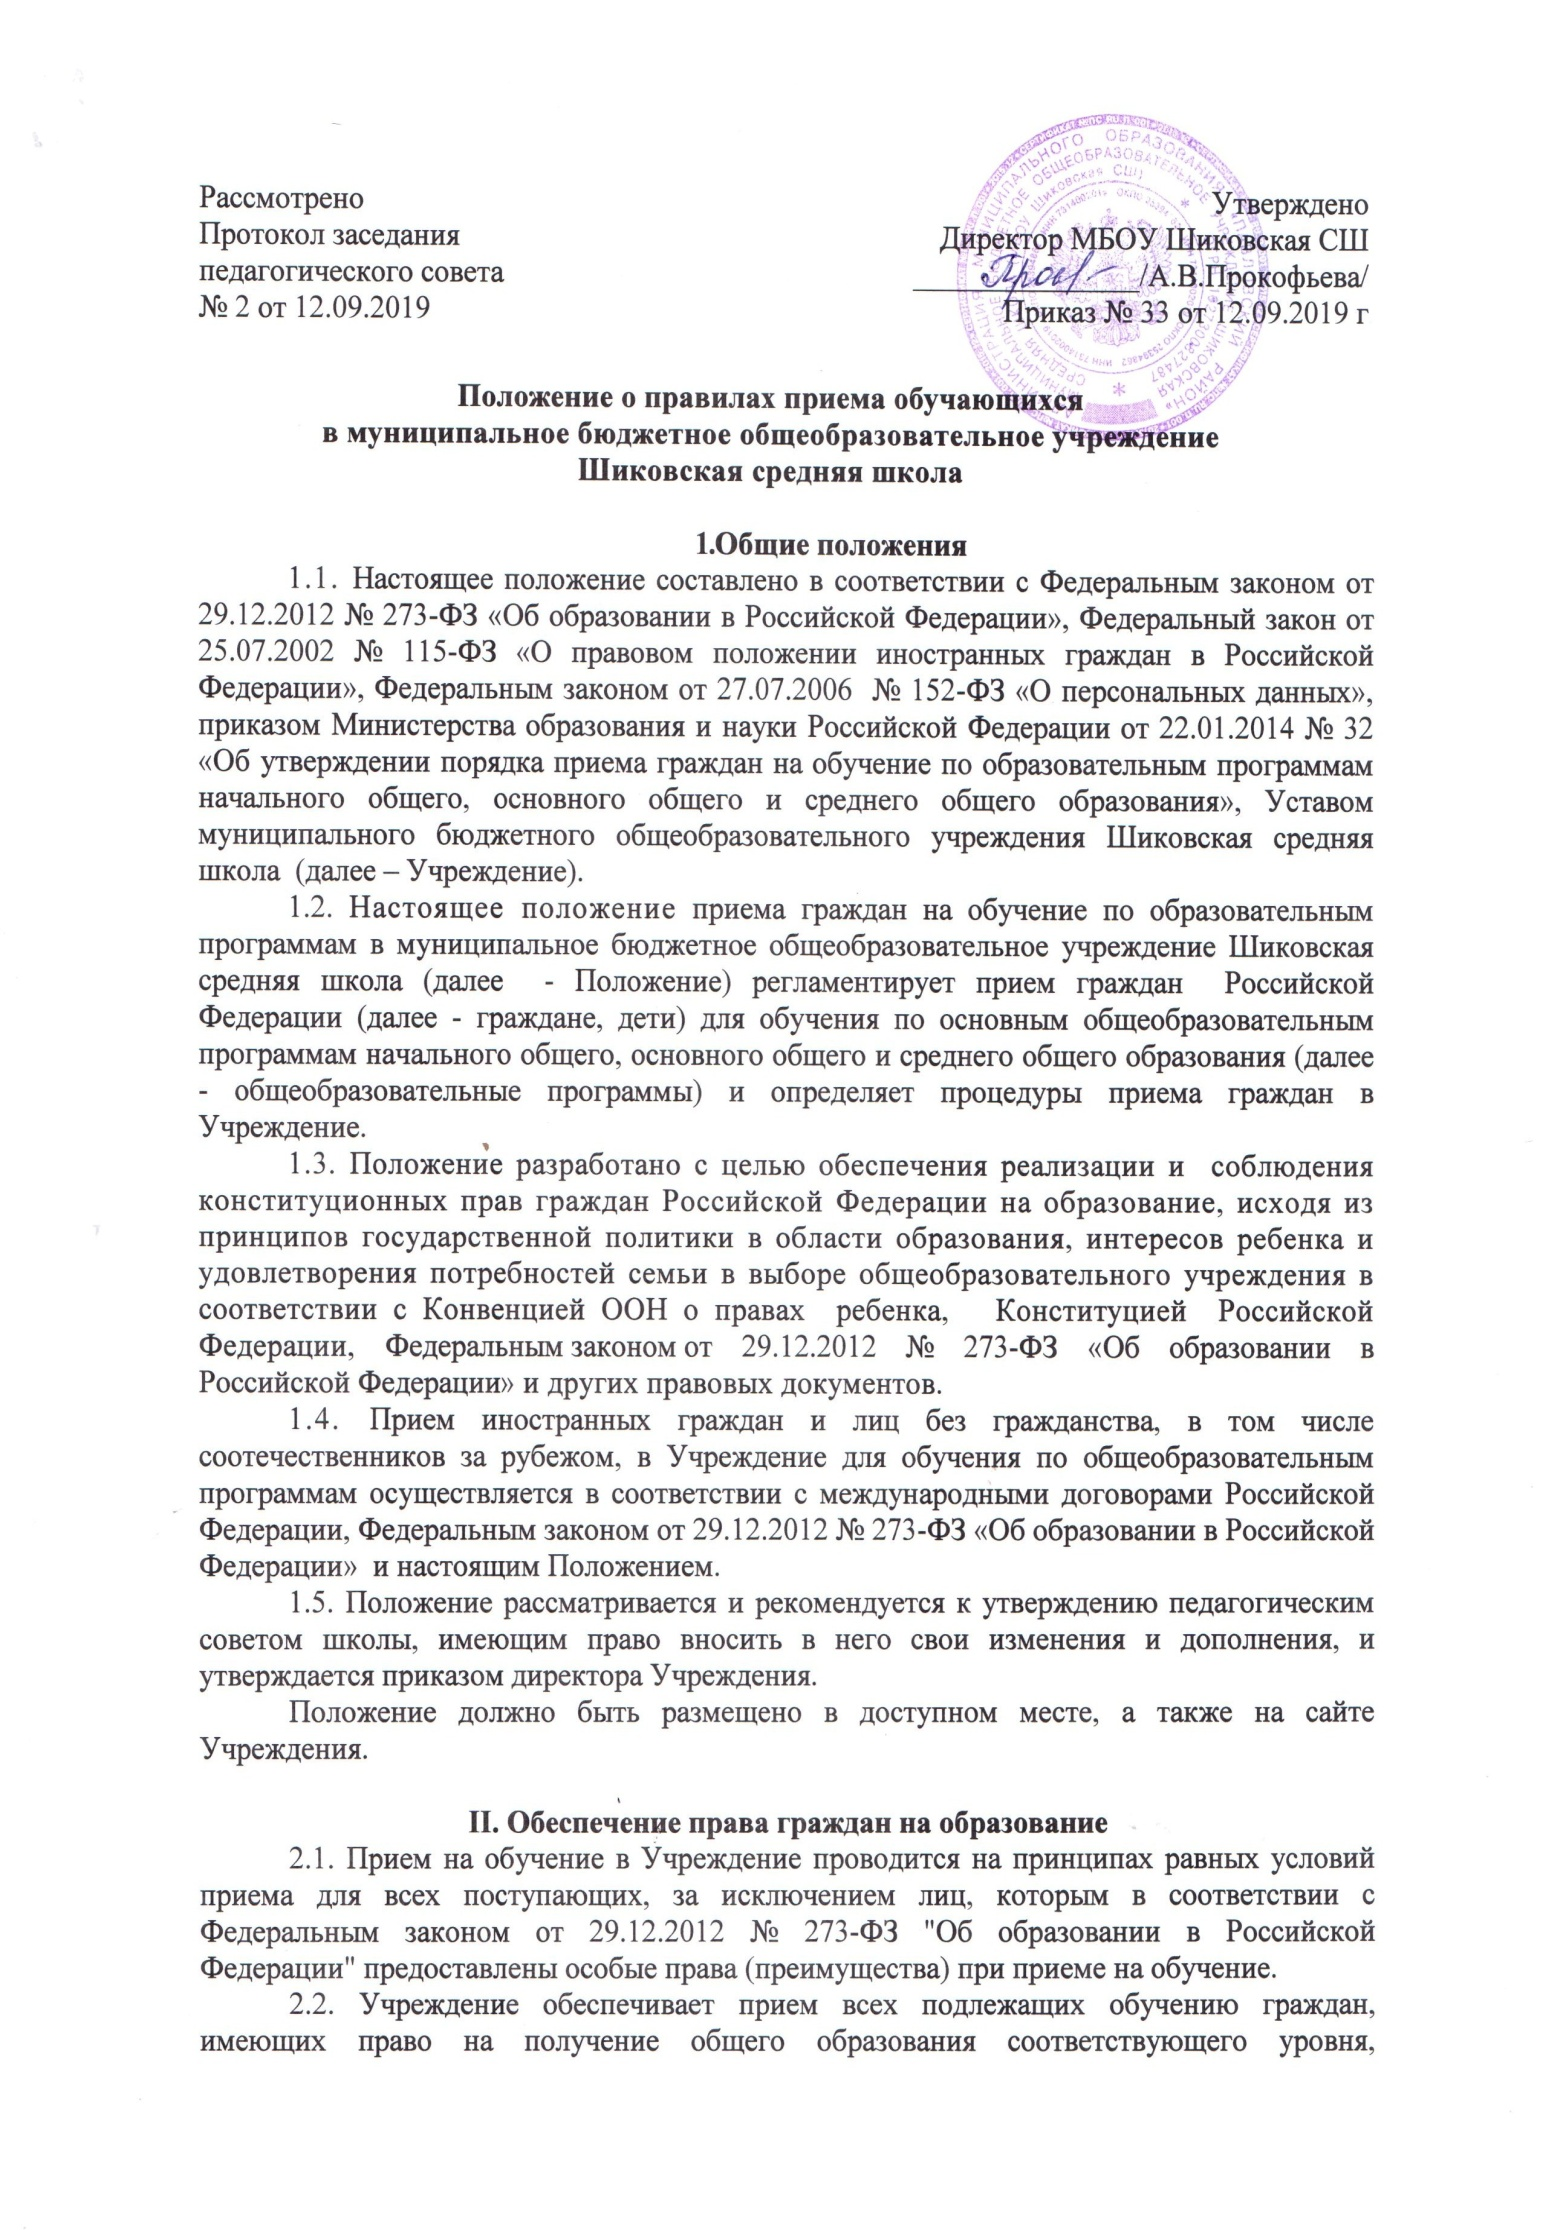 Рассмотрено
Протокол заседания
педагогического совета
№ 2 от 12.09.2019
Утверждено
Директор МБОУ Шиковская СШ
/А.В.Прокофьева/
Приказ № 33 от 12.09.2019 г
Положение о правилах приема обучающихся
в муниципальное бюджетное общеобразовательное учреждение
Шиковская средняя школа
1.Общие положения
1.1. Настоящее положение составлено в соответствии с Федеральным законом от
29.12.2012 № 273-ФЗ «Об образовании в Российской Федерации», Федеральный закон от
25.07.2002 № 115-ФЗ «О правовом положении иностранных граждан в Российской
Федерации», Федеральным законом от 27.07.2006 № 152-ФЗ «О персональных данных»,
приказом Министерства образования и науки Российской Федерации от 22.01.2014 № 32
«Об утверждении порядка приема граждан на обучение по образовательным программам
начального общего, основного общего и среднего общего образования», Уставом
муниципального бюджетного общеобразовательного учреждения Шиковская средняя
школа (далее – Учреждение).
1.2. Настоящее положение приема граждан на обучение по образовательным
программам в муниципальное бюджетное общеобразовательное учреждение Шиковская
средняя школа (далее - Положение) регламентирует прием граждан Российской
Федерации (далее - граждане, дети) для обучения по основным общеобразовательным
программам начального общего, основного общего и среднего общего образования (далее
- общеобразовательные программы) и определяет процедуры приема граждан в
Учреждение.
1.3. Положение разработано с целью обеспечения реализации и соблюдения
конституционных прав граждан Российской Федерации на образование, исходя из
принципов государственной политики в области образования, интересов ребенка и
удовлетворения потребностей семьи в выборе общеобразовательного учреждения в
соответствии с Конвенцией ООН о правах ребенка, Конституцией Российской
Федерации, Федеральным законом от 29.12.2012 № 273-ФЗ «Об образовании в
Российской Федерации» и других правовых документов.
1.4. Прием иностранных граждан и лиц без гражданства, в том числе
соотечественников за рубежом, в Учреждение для обучения по общеобразовательным
программам осуществляется в соответствии с международными договорами Российской
Федерации, Федеральным законом от 29.12.2012 № 273-ФЗ «Об образовании в Российской
Федерации» и настоящим Положением.
1.5. Положение рассматривается и рекомендуется к утверждению педагогическим
советом школы, имеющим право вносить в него свои изменения и дополнения, и
утверждается приказом директора Учреждения.
Положение должно быть размещено в доступном месте, а также на сайте
Учреждения.
II. Обеспечение права граждан на образование
2.1. Прием на обучение в Учреждение проводится на принципах равных условий
приема для всех поступающих, за исключением лиц, которым в соответствии с
Федеральным законом от 29.12.2012 № 273-ФЗ "Об образовании в Российской
Федерации" предоставлены особые права (преимущества) при приеме на обучение.
2.2. Учреждение обеспечивает прием всех подлежащих обучению граждан,
имеющих право на получение общего образования соответствующего уровня,